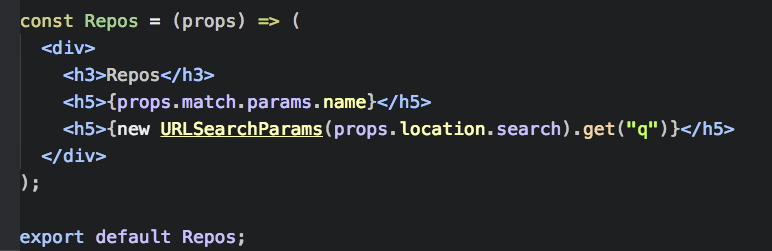 const Repos = (props) => (
  <div>
    <h3>Repos</h3>
    <h5>{props.match.params.name}</h5>
    <h5>{new URLSearchParams(props.location.search).get("q")}</h5>
  </div>
);

export default Repos;